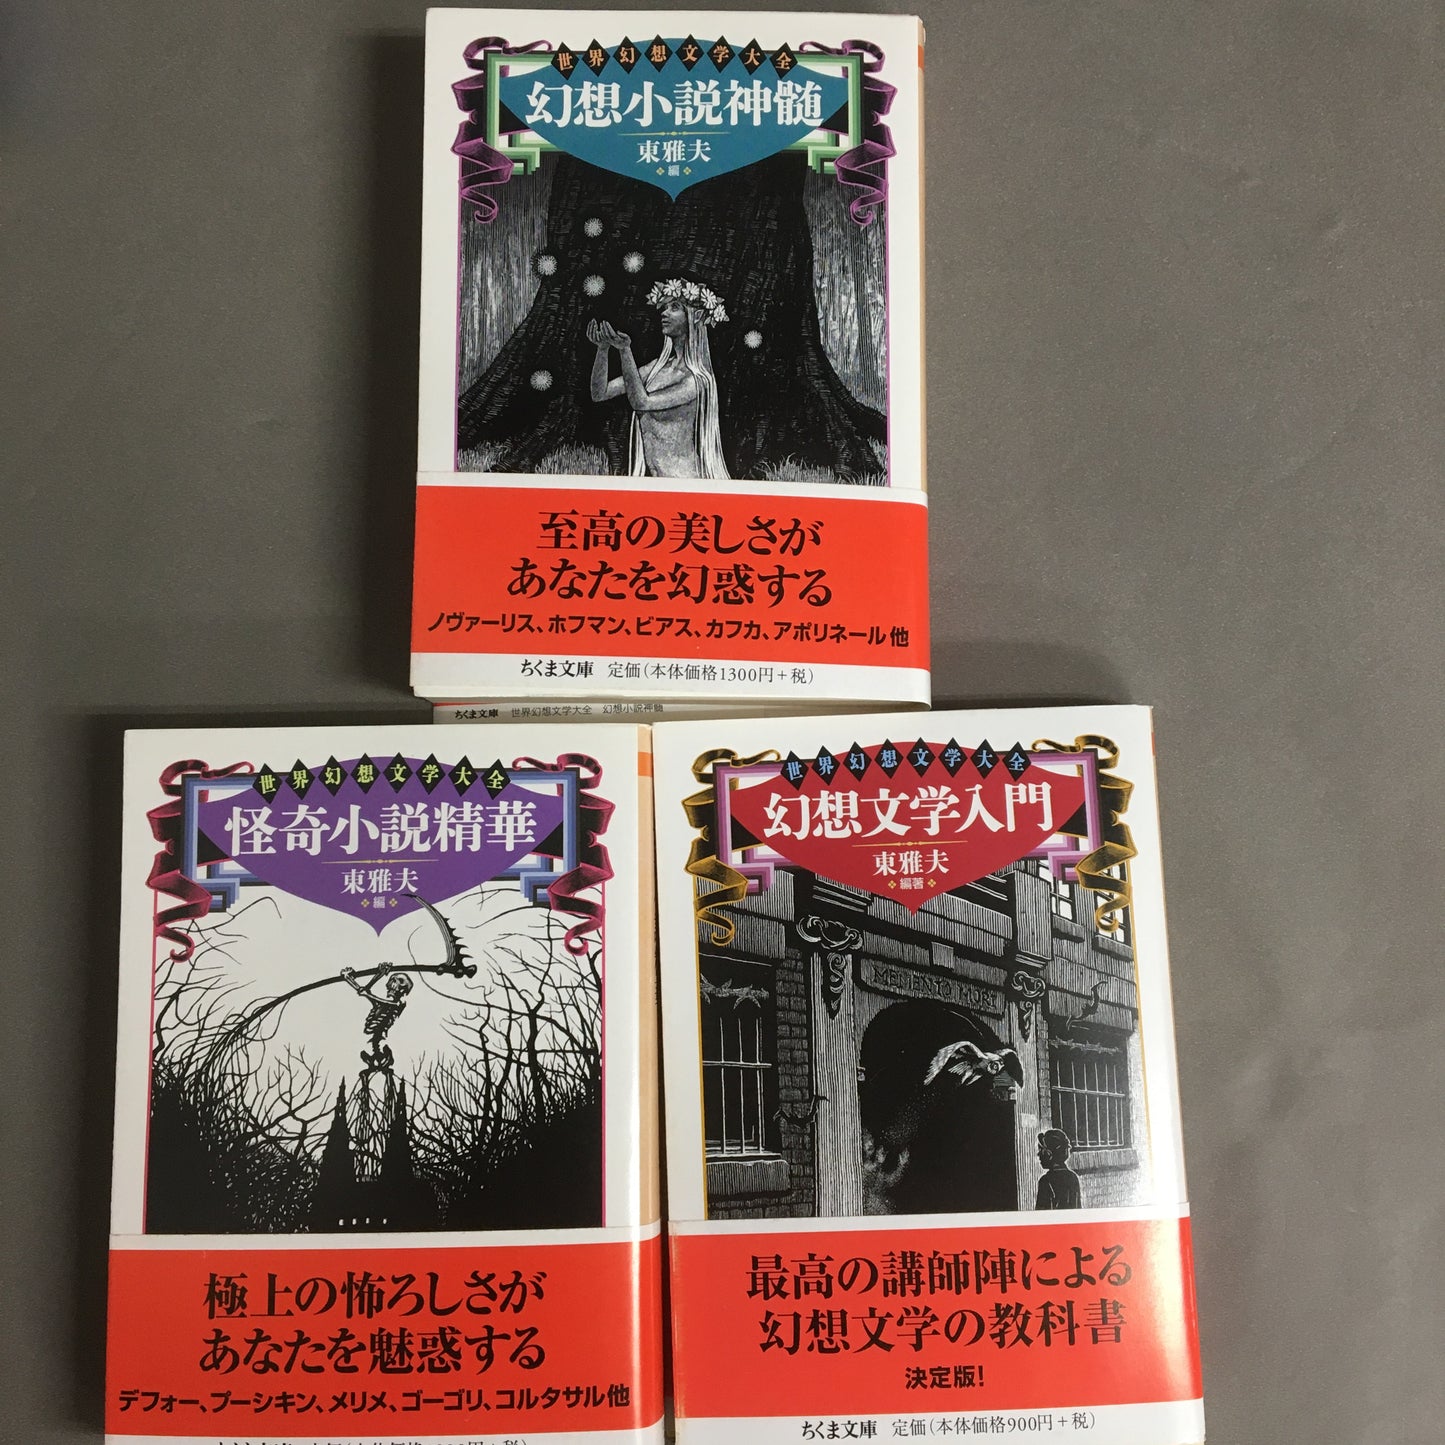 世界幻想文学大全
幻想小説神髄
東雅夫
編
至高の美しさが
あなたを幻惑する
ノヴァーリス、ホフマン、ビアス、カフカ、アポリネール他
ちくま文庫 定価(本体価格1300円+税)
ちくま文庫 世界幻想文学大全 幻想小説神髄
世界幻想文学大全
怪奇小説精華
東雅夫
編
極上の怖ろしさが
あなたを魅惑する
デフォー、プーシキン、メリメ、ゴーゴリ、コルタサル他
世界幻想文学大全
幻想文学入門
東雅夫
編著
MEMENTO MORI
最高の講師陣による
幻想文学の教科書
決定版!
ちくま文庫 定価(本体価格900円+税)